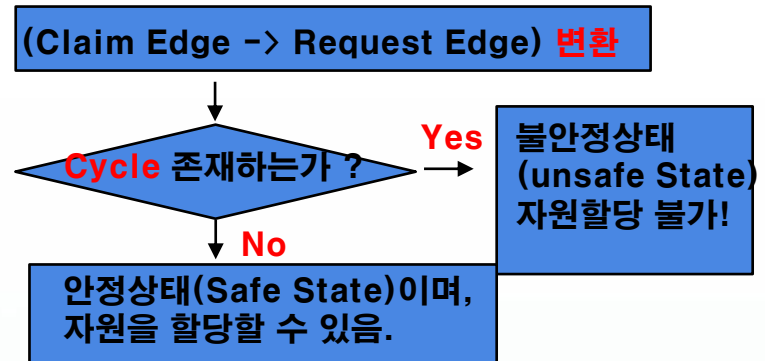 (Claim Edge -> Request Edge) 변환
Cycle 존재하는가 ?
Yes
불안정상태
(unsafe State)
자원할당 불가!
No
안정상태(Safe State)이며,
자원을 할당할 수 있음.